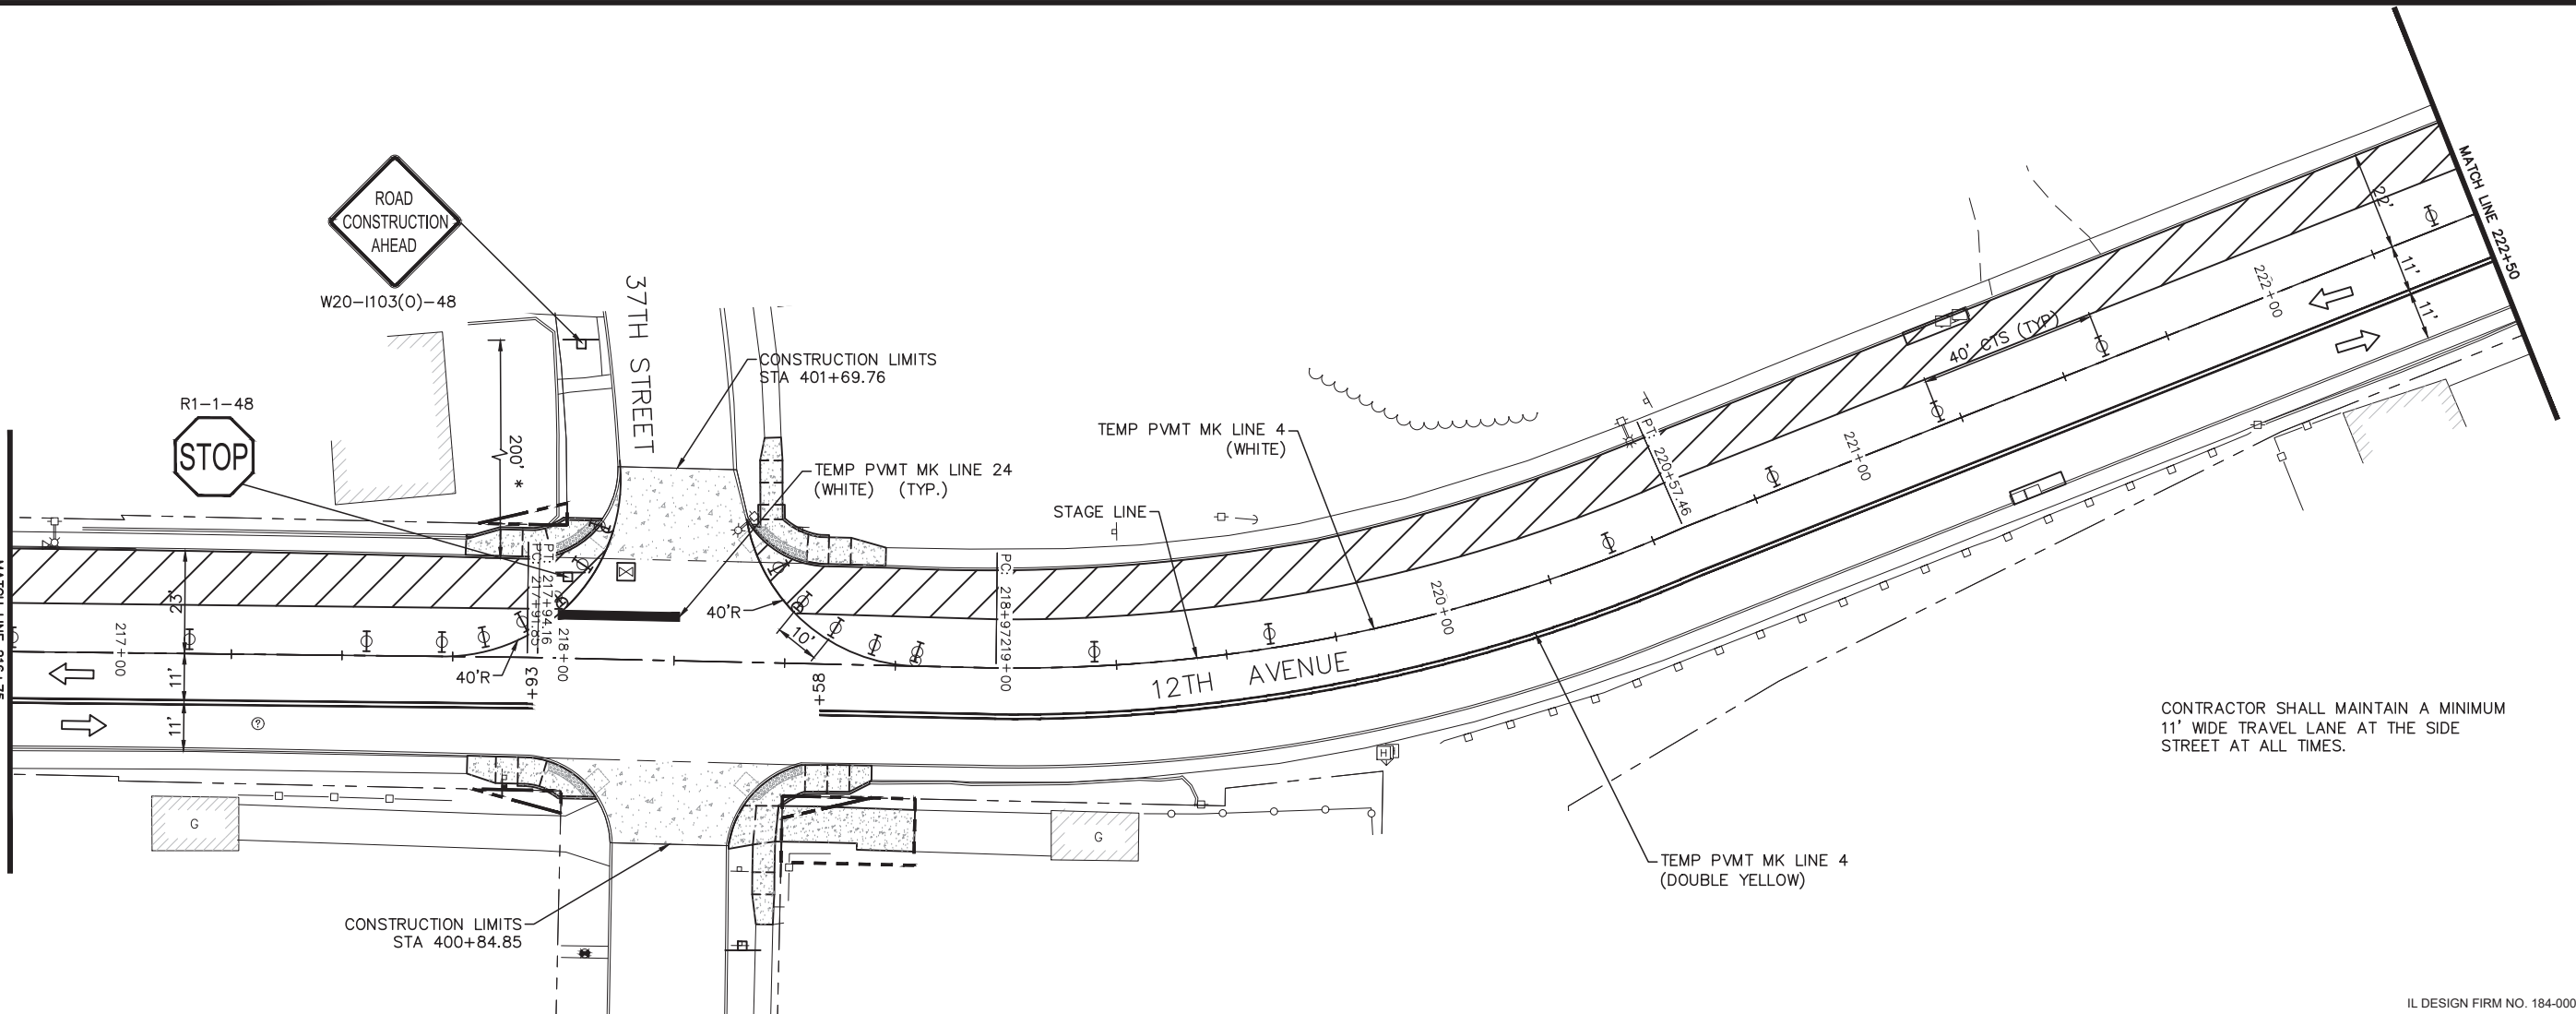 ROAD
CONSTRUCTION
AHEAD
W20-I103(O)-48
R1-1-48
STOP
200' *
37TH STREET
CONSTRUCTION LIMITS
STA 401+69.76
TEMP PVMT MK LINE 24
(WHITE) (TYP.)
TEMP PVMT MK LINE 4
(WHITE)
STAGE LINE
MATCH LINE 222+50
22'
11'
11'
222+00
40' CTS (TYP)
221+00
PT: 220+57.46
220+00
PC: 218+97
219+00
12TH AVENUE
40'R
10'
+58
PT: 217+94.16
PC: 217+91.85
218+00
+93
40'R
23'
11'
11'
217+00
G
G
H
?
CONSTRUCTION LIMITS
STA 400+84.85
TEMP PVMT MK LINE 4
(DOUBLE YELLOW)
CONTRACTOR SHALL MAINTAIN A MINIMUM
11' WIDE TRAVEL LANE AT THE SIDE
STREET AT ALL TIMES.
IL DESIGN FIRM NO. 184-000